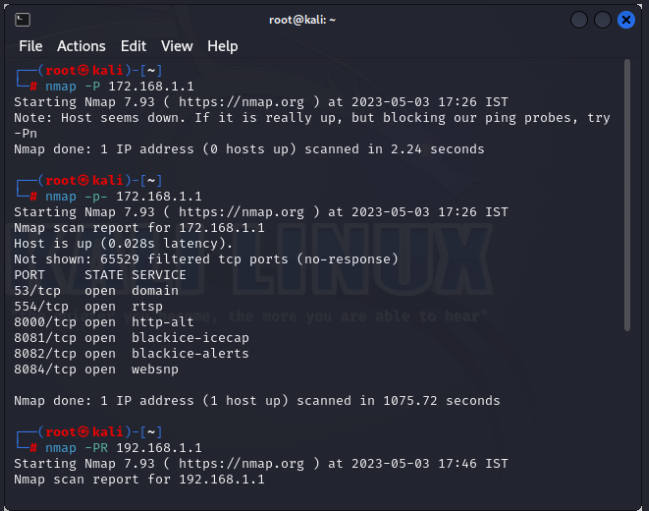 root@kali: ~
File Actions Edit View Help
┌──(root㉿kali)-[~]
└─# nmap -P 172.168.1.1
Starting Nmap 7.93 ( https://nmap.org ) at 2023-05-03 17:26 IST
Note: Host seems down. If it is really up, but blocking our ping probes, try
-Pn
Nmap done: 1 IP address (0 hosts up) scanned in 2.24 seconds
┌──(root㉿kali)-[~]
└─# nmap -p- 172.168.1.1
Starting Nmap 7.93 ( https://nmap.org ) at 2023-05-03 17:26 IST
Nmap scan report for 172.168.1.1
Host is up (0.028s latency).
Not shown: 65529 filtered tcp ports (no-response)
PORT STATE SERVICE
53/tcp open domain
554/tcp open rtsp
8000/tcp open http-alt
8081/tcp open blackice-icecap
8082/tcp open blackice-alerts
8084/tcp open websnp
KALI LINUX
the more you are able to hear"
Nmap done: 1 IP address (1 host up) scanned in 1075.72 seconds
┌──(root㉿kali)-[~]
└─# nmap -PR 192.168.1.1
Starting Nmap 7.93 ( https://nmap.org ) at 2023-05-03 17:46 IST
Nmap scan report for 192.168.1.1